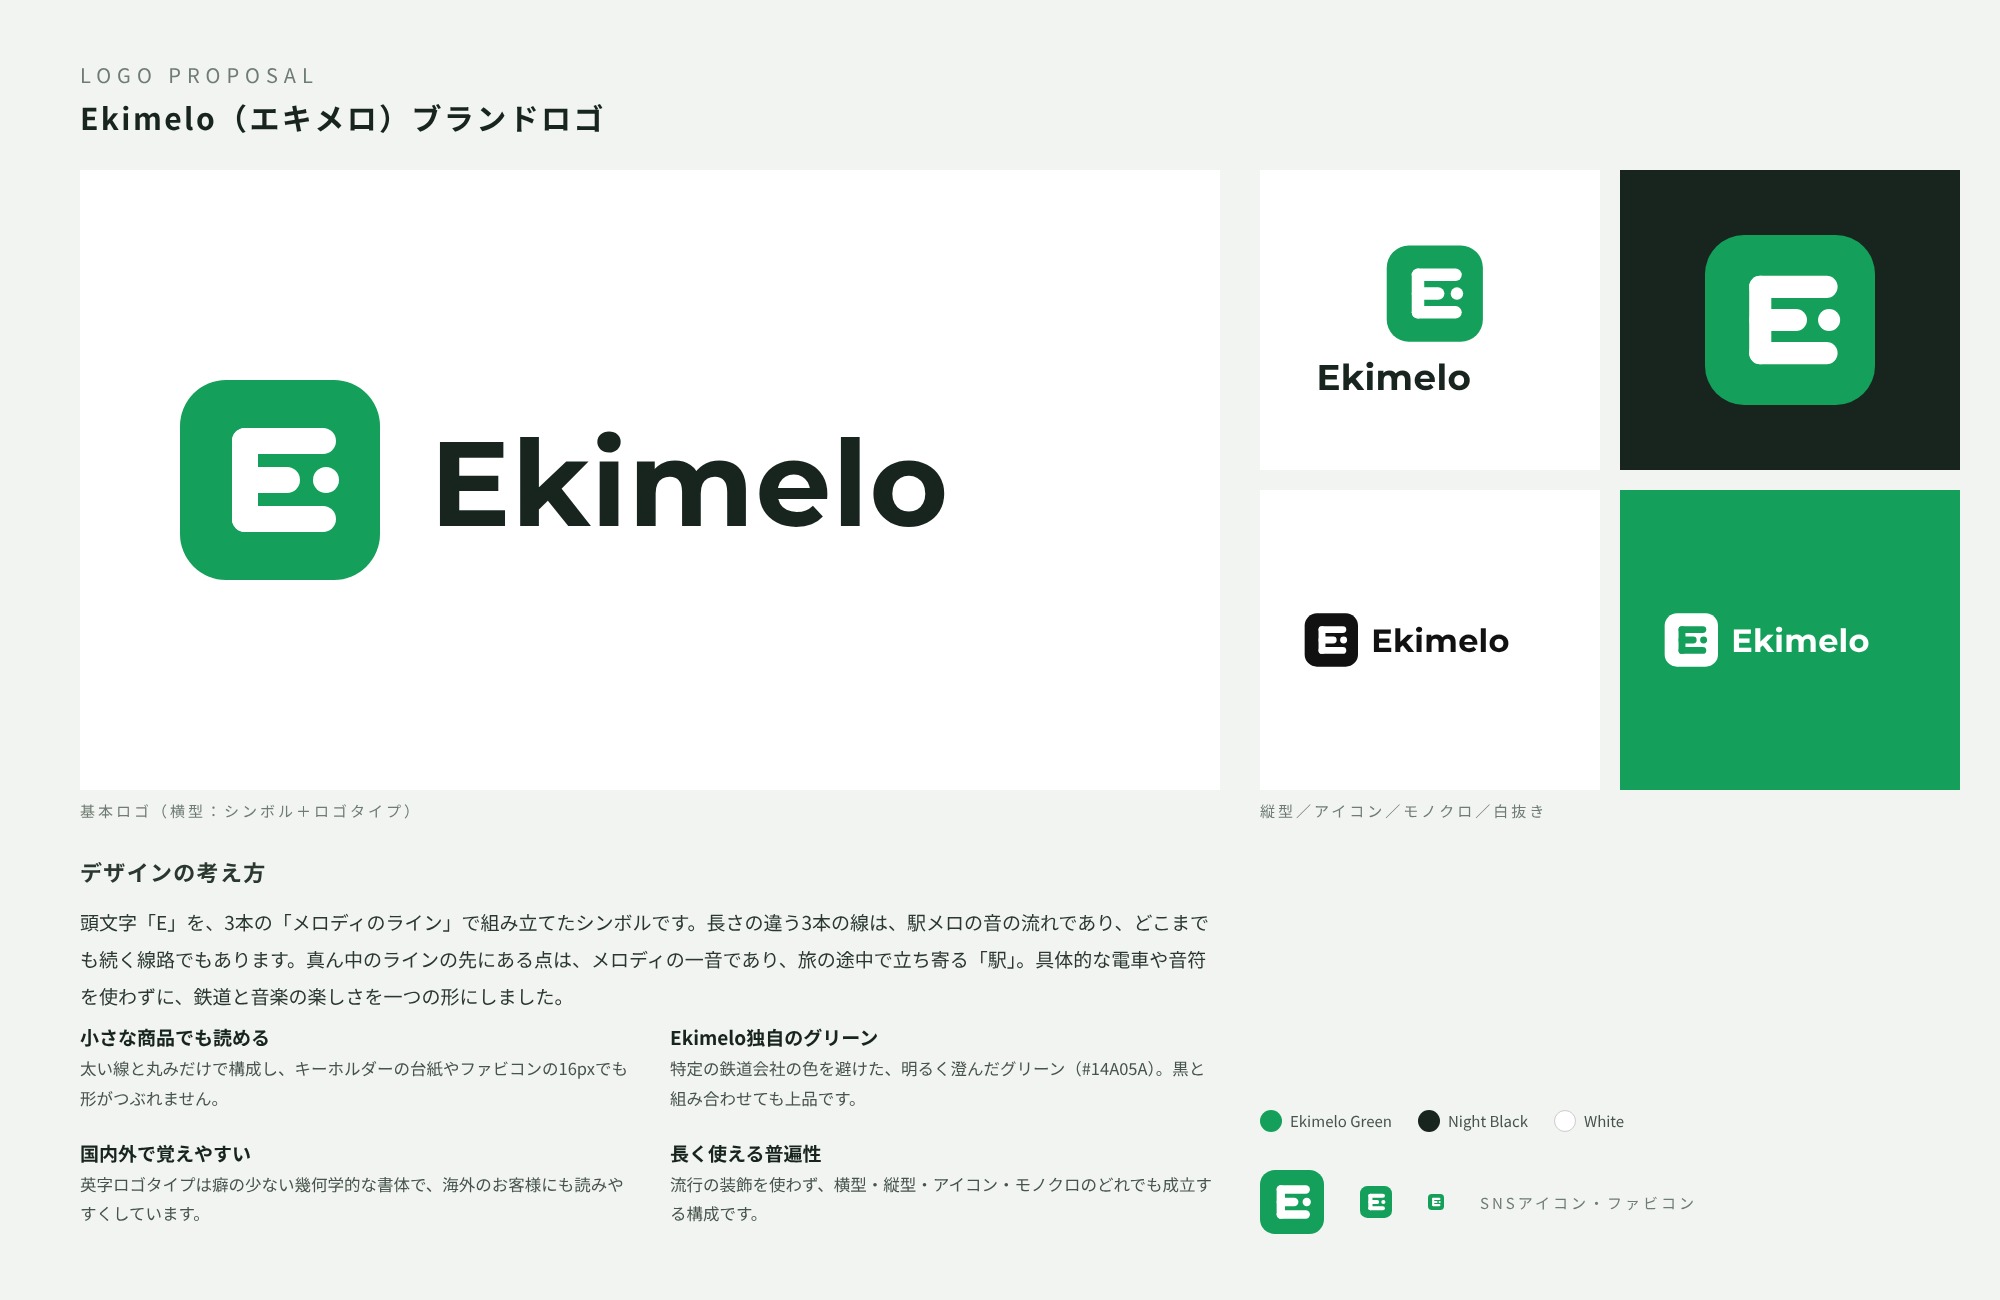 LOGO PROPOSAL
Ekimelo（エキメロ）ブランドロゴ
Ekimelo
Ekimelo
Ekimelo
Ekimelo
基本ロゴ（横型：シンボル＋ロゴタイプ）
縦型／アイコン／モノクロ／白抜き
デザインの考え方
頭文字「E」を、3本の「メロディのライン」で組み立てたシンボルです。長さの違う3本の線は、駅メロの音の流れであり、どこまで
も続く線路でもあります。真ん中のラインの先にある点は、メロディの一音であり、旅の途中で立ち寄る「駅」。具体的な電車や音符
を使わずに、鉄道と音楽の楽しさを一つの形にしました。
小さな商品でも読める
太い線と丸みだけで構成し、キーホルダーの台紙やファビコンの16pxでも
形がつぶれません。
Ekimelo独自のグリーン
特定の鉄道会社の色を避けた、明るく澄んだグリーン（#14A05A）。黒と
組み合わせても上品です。
国内外で覚えやすい
英字ロゴタイプは癖の少ない幾何学的な書体で、海外のお客様にも読みや
すくしています。
長く使える普遍性
流行の装飾を使わず、横型・縦型・アイコン・モノクロのどれでも成立す
る構成です。
Ekimelo Green
Night Black
White
SNSアイコン・ファビコン